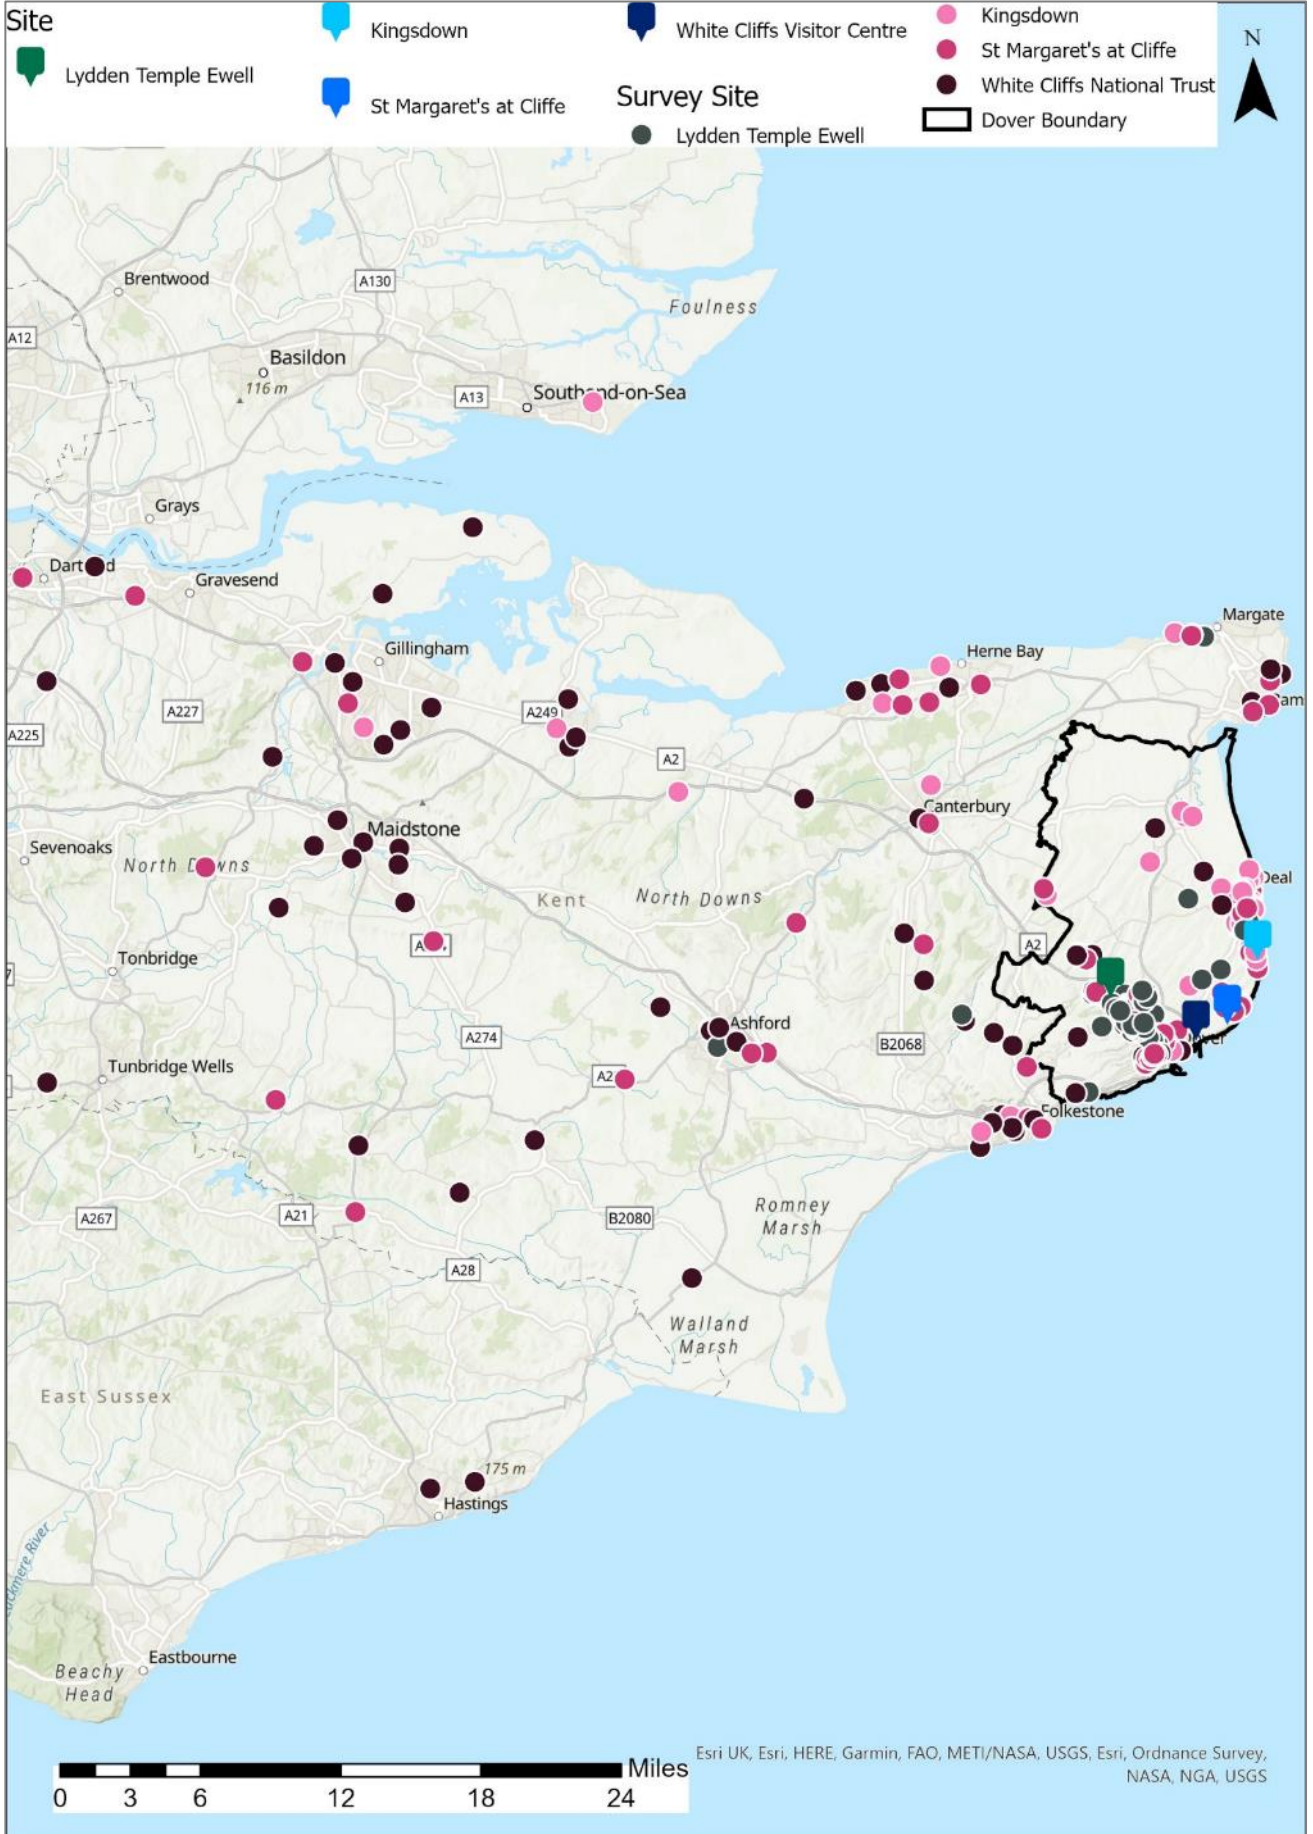 Site
Lydden Temple Ewell
Kingsdown
St Margaret's at Cliffe
White Cliffs Visitor Centre
Survey Site
Lydden Temple Ewell
Kingsdown
St Margaret's at Cliffe
White Cliffs National Trust
Dover Boundary
N
Brentwood
A130
Foulness
A12
Basildon
116 m
A13
Southend-on-Sea
Grays
Gravesend
Margate
Gillingham
Herne Bay
A227
A249
A225
A2
Canterbury
Maidstone
Sevenoaks
North Downs
Kent
North Downs
Deal
A2
Tonbridge
Ashford
A274
B2068
Tunbridge Wells
Folkestone
Romney
Marsh
A267
A21
B2080
A28
Walland
Marsh
East Sussex
175 m
Hastings
Eastbourne
Beachy
Head
Miles
0 3 6 12 18 24
Esri UK, Esri, HERE, Garmin, FAO, METI/NASA, USGS, Esri, Ordnance Survey,
NASA, NGA, USGS